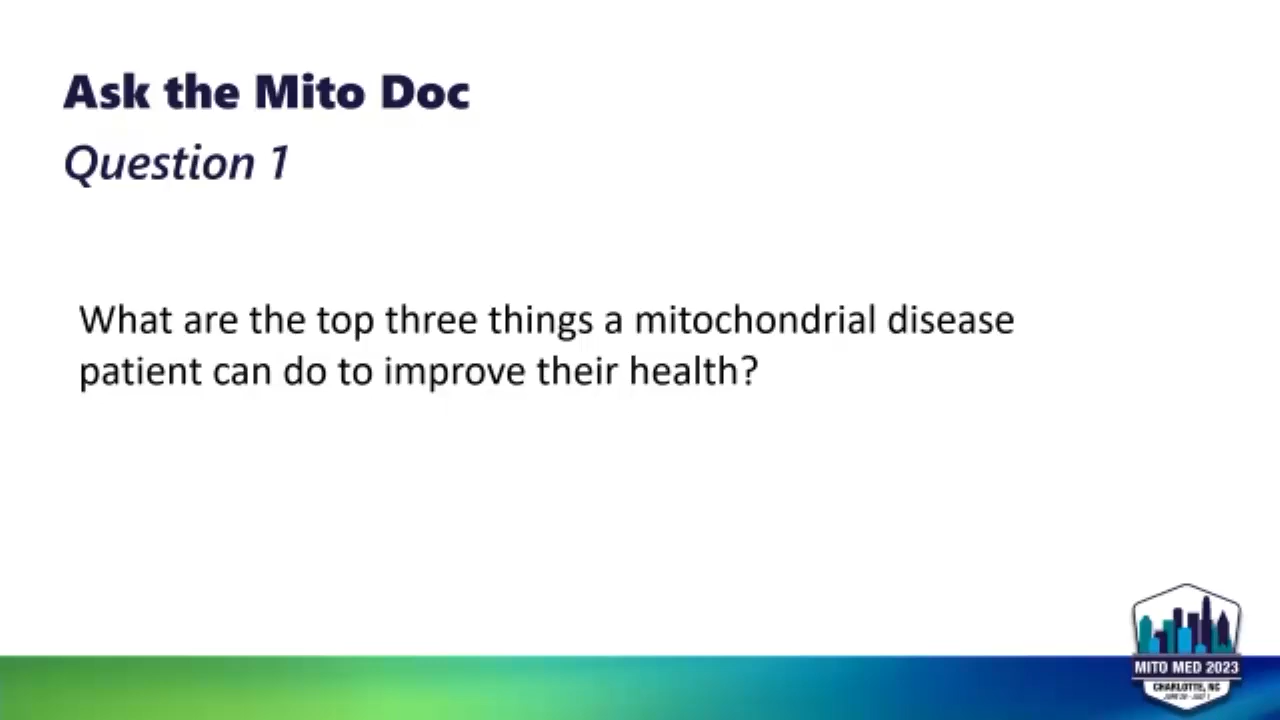 Ask the Mito Doc
Question 1
What are the top three things a mitochondrial disease
patient can do to improve their health?
MITO MED 2023
CHARLOTTE, NC